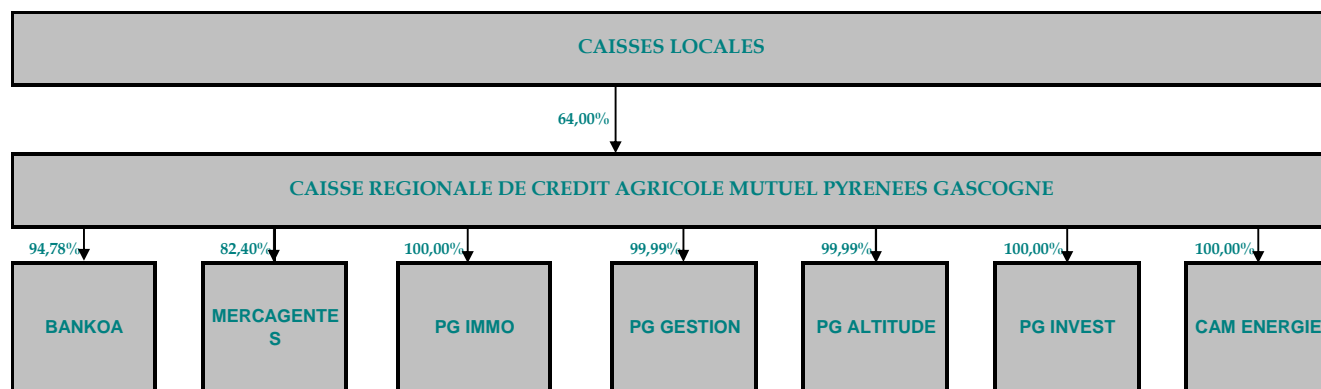 CAISSES LOCALES
64,00%
CAISSE REGIONALE DE CREDIT AGRICOLE MUTUEL PYRENEES GASCOGNE
94,78% 82,40% 100,00% 99,99% 99,99% 100,00% 100,00%
BANKOA
MERCAGENTE
S
PG IMMO
PG GESTION
PG ALTITUDE
PG INVEST
CAM ENERGIE